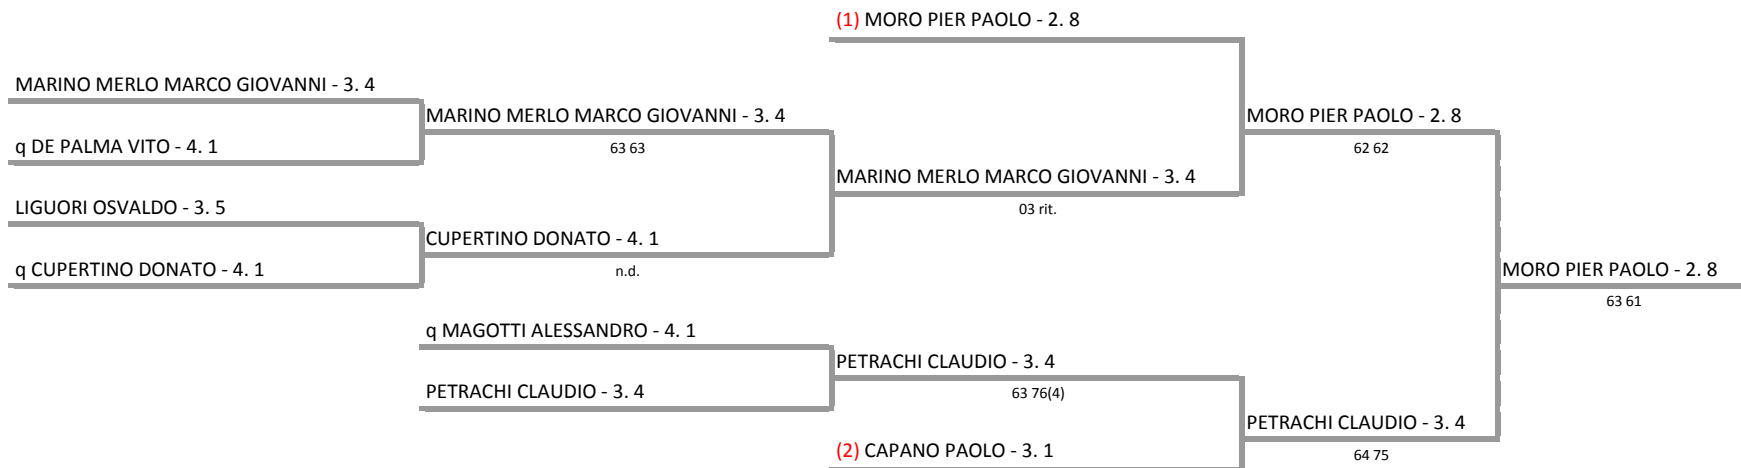 (1) MORO PIER PAOLO - 2. 8
MARINO MERLO MARCO GIOVANNI - 3. 4
MARINO MERLO MARCO GIOVANNI - 3. 4
MORO PIER PAOLO - 2. 8
q DE PALMA VITO - 4. 1
63 63
62 62
MARINO MERLO MARCO GIOVANNI - 3. 4
LIGUORI OSVALDO - 3. 5
03 rit.
CUPERTINO DONATO - 4. 1
q CUPERTINO DONATO - 4. 1
n.d.
MORO PIER PAOLO - 2. 8
63 61
q MAGOTTI ALESSANDRO - 4. 1
PETRACHI CLAUDIO - 3. 4
PETRACHI CLAUDIO - 3. 4
63 76(4)
PETRACHI CLAUDIO - 3. 4
(2) CAPANO PAOLO - 3. 1
64 75